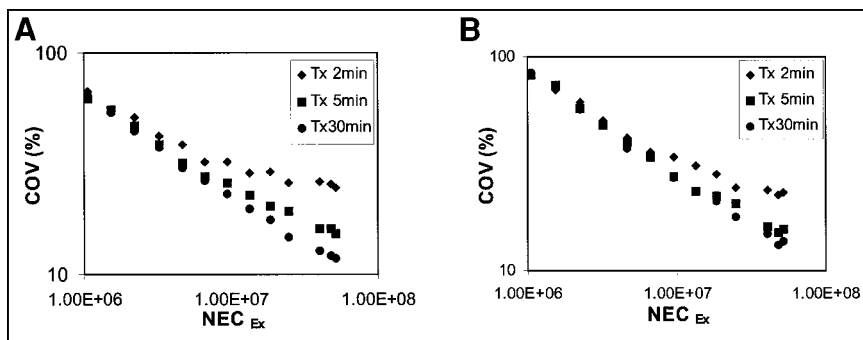 A
100
COV (%)
10
Tx 2min
Tx 5min
Tx30min
1.00E+06
1.00E+07
1.00E+08
NEC Ex
B
100
COV (%)
10
Tx 2min
Tx 5min
Tx30min
1.00E+06
1.00E+07
1.00E+08
NEC Ex